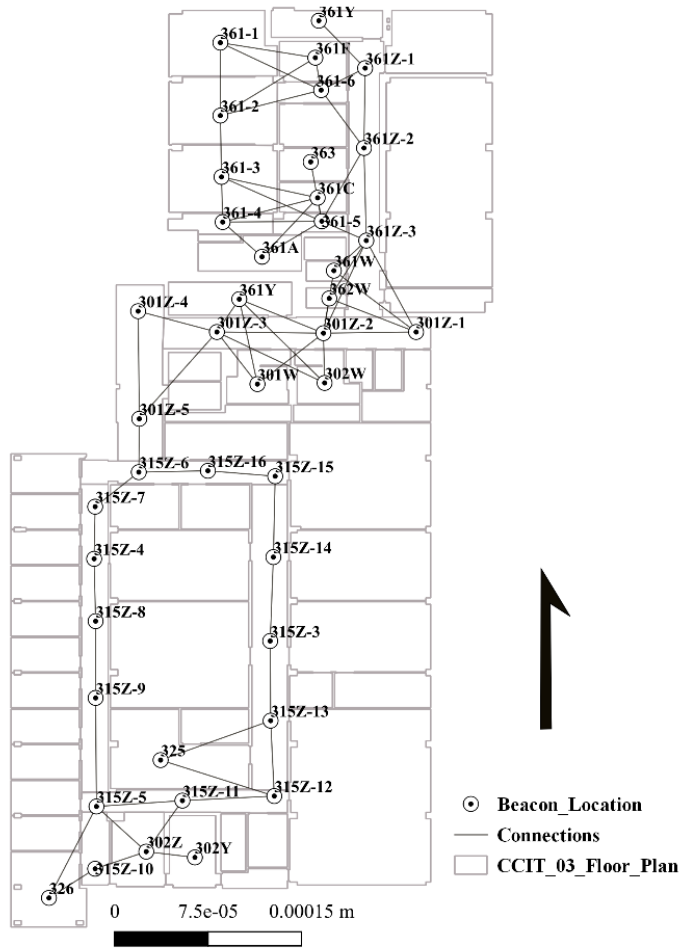 361Y
361-1
361F
361Z-1
361-6
361-2
361Z-2
363
361-3
361C
361-4
361-5
361Z-3
361A
361W
361Y
362W
301Z-4
301Z-3
301Z-2
301Z-1
301W
302W
301Z-5
315Z-6
315Z-16
315Z-15
315Z-7
315Z-4
315Z-14
315Z-8
315Z-3
315Z-9
315Z-13
325
315Z-5
315Z-11
315Z-12
302Z
302Y
315Z-10
326
Beacon_Location
Connections
CCIT_03_Floor_Plan
0 7.5e-05 0.00015 m